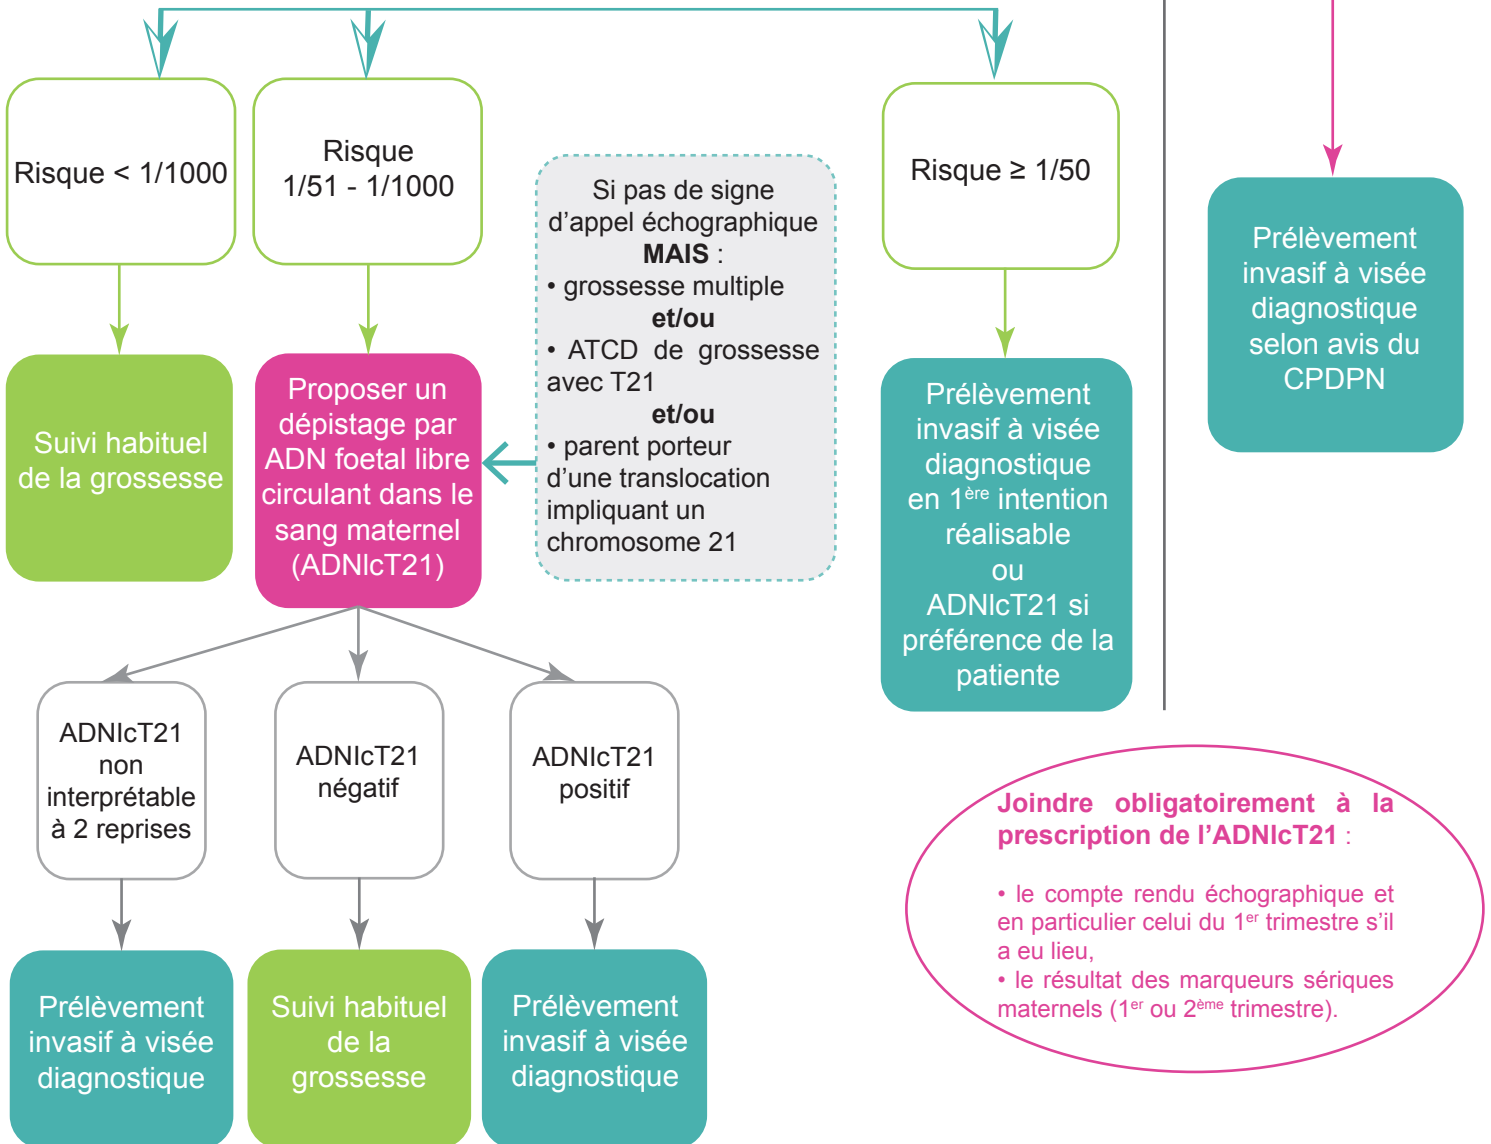 Risque < 1/1000
Risque
1/51 - 1/1000
Si pas de signe
d'appel échographique
MAIS :
• grossesse multiple
et/ou
• ATCD de grossesse
avec T21
et/ou
• parent porteur
d'une translocation
impliquant un
chromosome 21
Risque ≥ 1/50
Prélèvement
invasif à visée
diagnostique
selon avis du
CPDPN
Suivi habituel
de la grossesse
Proposer un
dépistage par
ADN foetal libre
circulant dans le
sang maternel
(ADNlcT21)
Prélèvement
invasif à visée
diagnostique
en 1ère intention
réalisable
ou
ADNlcT21 si
préférence de la
patiente
ADNlcT21
non
interprétable
à 2 reprises
ADNlcT21
négatif
ADNlcT21
positif
Prélèvement
invasif à visée
diagnostique
Suivi habituel
de la
grossesse
Prélèvement
invasif à visée
diagnostique
Joindre obligatoirement à la
prescription de l'ADNlcT21 :
• le compte rendu échographique et
en particulier celui du 1er trimestre s'il
a eu lieu,
• le résultat des marqueurs sériques
maternels (1er ou 2ème trimestre).